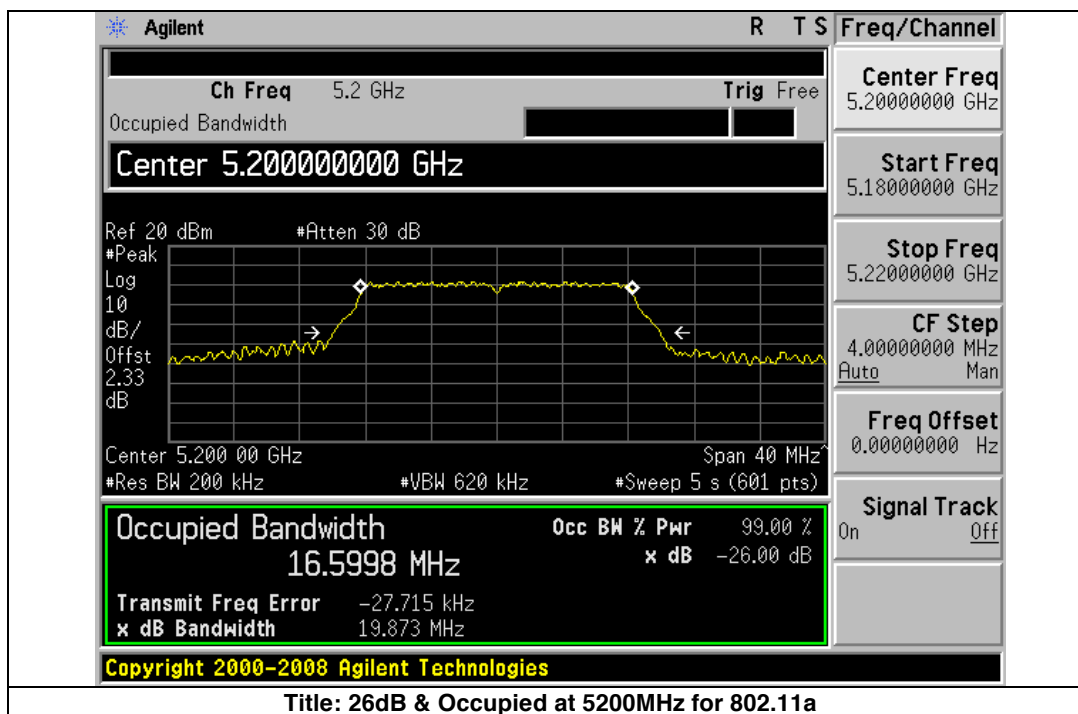 Agilent R T S Freq/Channel
Ch Freq 5.2 GHz Trig Free
Occupied Bandwidth
Center 5.200000000 GHz
Ref 20 dBm #Atten 30 dB
#Peak
Log
10
dB/
Offst
2.33
dB
Center 5.200 00 GHz Span 40 MHz^
#Res BW 200 kHz #VBW 620 kHz #Sweep 5 s (601 pts)
Occupied Bandwidth Occ BW % Pwr 99.00 %
16.5998 MHz x dB -26.00 dB
Transmit Freq Error -27.715 kHz
x dB Bandwidth 19.873 MHz
Copyright 2000-2008 Agilent Technologies
Center Freq
5.20000000 GHz
Start Freq
5.18000000 GHz
Stop Freq
5.22000000 GHz
CF Step
4.00000000 MHz
Auto Man
Freq Offset
0.00000000 Hz
Signal Track
On Off
Title: 26dB & Occupied at 5200MHz for 802.11a